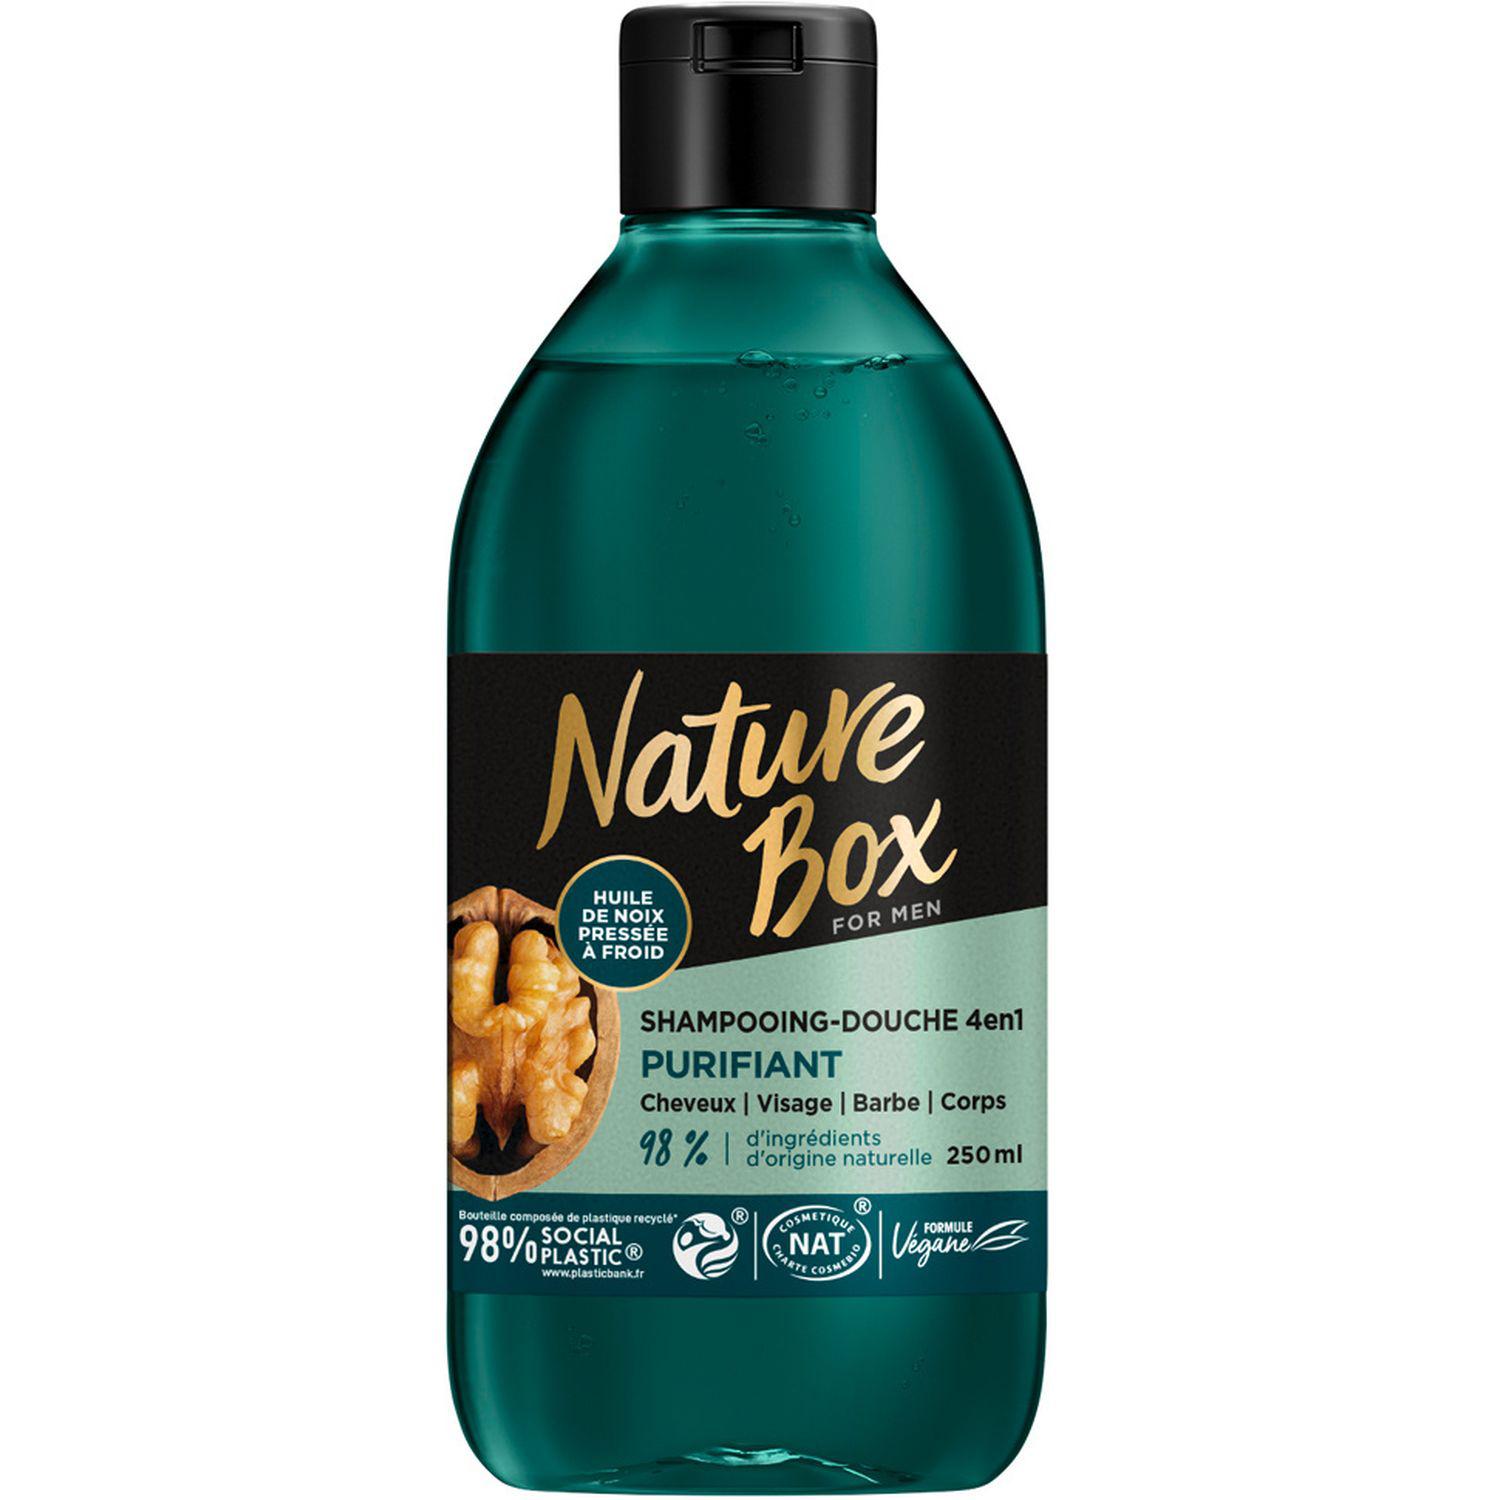 Nature
Box
FOR MEN
HUILE
DE NOIX
PRESSÉE
À FROID
SHAMPOOING-DOUCHE 4en1
PURIFIANT
Cheveux | Visage | Barbe | Corps
98 % | d'ingrédients
d'origine naturelle 250 ml
Bouteille composée de plastique recyclé*
98% SOCIAL
PLASTIC®
www.plasticbank.fr
®
COSMETIQUE
NAT
CHARTE COSMEBIO
®
FORMULE
Végane